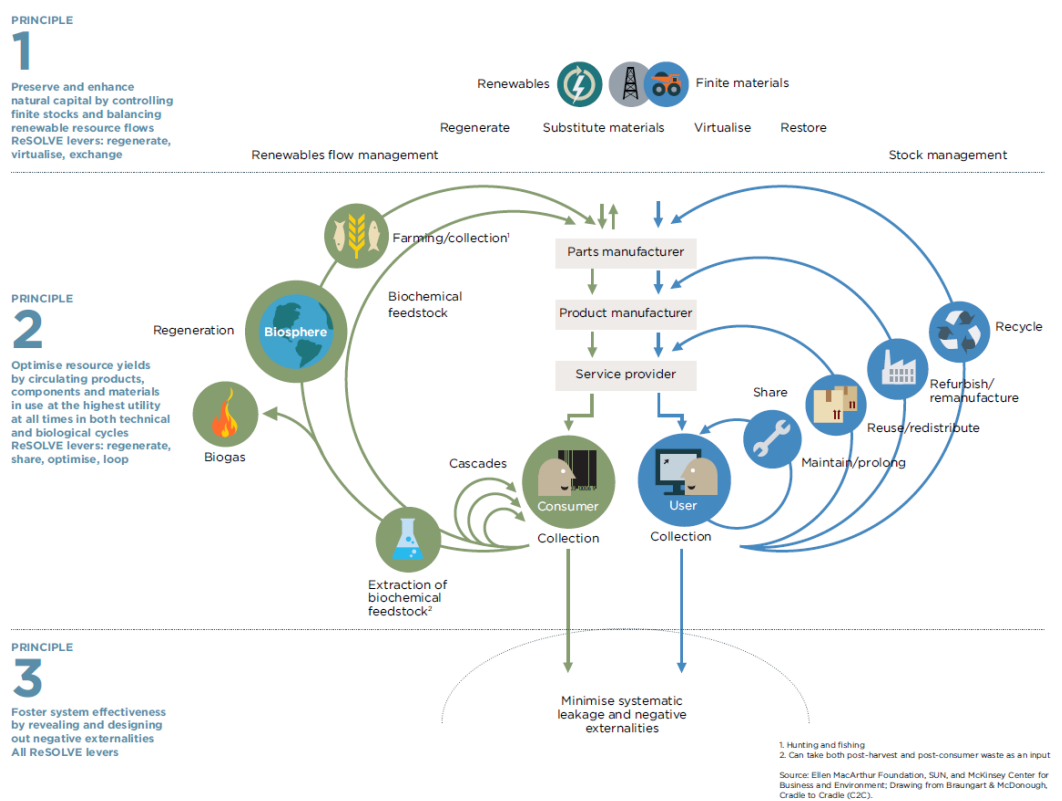 PRINCIPLE
1
Preserve and enhance
natural capital by controlling
finite stocks and balancing
renewable resource flows
ReSOLVE levers: regenerate,
virtualise, exchange
Renewables
Finite materials
Regenerate
Substitute materials
Virtualise
Restore
Renewables flow management
Stock management
PRINCIPLE
2
Optimise resource yields
by circulating products,
components and materials
in use at the highest utility
at all times in both technical
and biological cycles
ReSOLVE levers: regenerate,
share, optimise, loop
Farming/collection¹
Biochemical
feedstock
Regeneration
Biosphere
Biogas
Cascades
Extraction of
biochemical
feedstock²
Parts manufacturer
Product manufacturer
Service provider
Consumer
Collection
User
Collection
Share
Maintain/prolong
Reuse/redistribute
Refurbish/
remanufacture
Recycle
PRINCIPLE
3
Foster system effectiveness
by revealing and designing
out negative externalities
All ReSOLVE levers
Minimise systematic
leakage and negative
externalities
1. Hunting and fishing
2. Can take both post-harvest and post-consumer waste as an input
Source: Ellen MacArthur Foundation, SUN, and McKinsey Center for
Business and Environment; Drawing from Braungart & McDonough,
Cradle to Cradle (C2C).